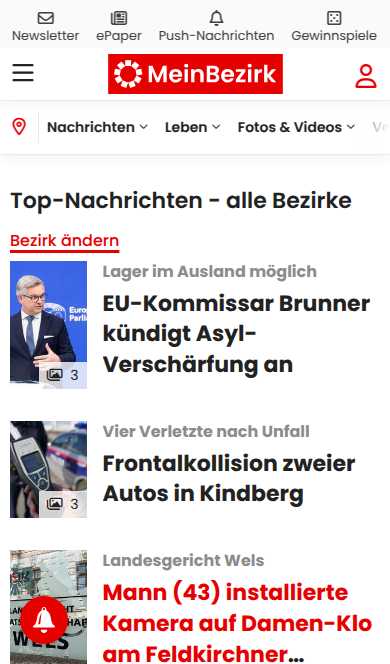 Newsletter ePaper Push-Nachrichten Gewinnspiele
MeinBezirk
Nachrichten Leben Fotos & Videos
Top-Nachrichten - alle Bezirke
Bezirk ändern
Lager im Ausland möglich
EU-Kommissar Brunner
kündigt Asyl-
Verschärfung an
3
Vier Verletzte nach Unfall
Frontalkollision zweier
Autos in Kindberg
3
Landesgericht Wels
Mann (43) installierte
Kamera auf Damen-Klo
am Feldkirchner...
WELS